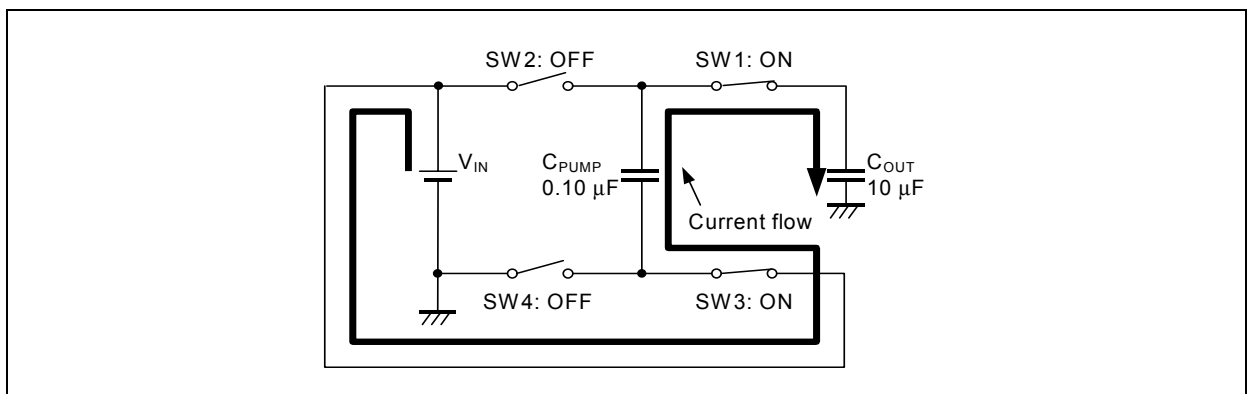 SW2: OFF
SW1: ON
VIN
CPUMP
0.10 μF
COUT
10 μF
Current flow
SW4: OFF
SW3: ON